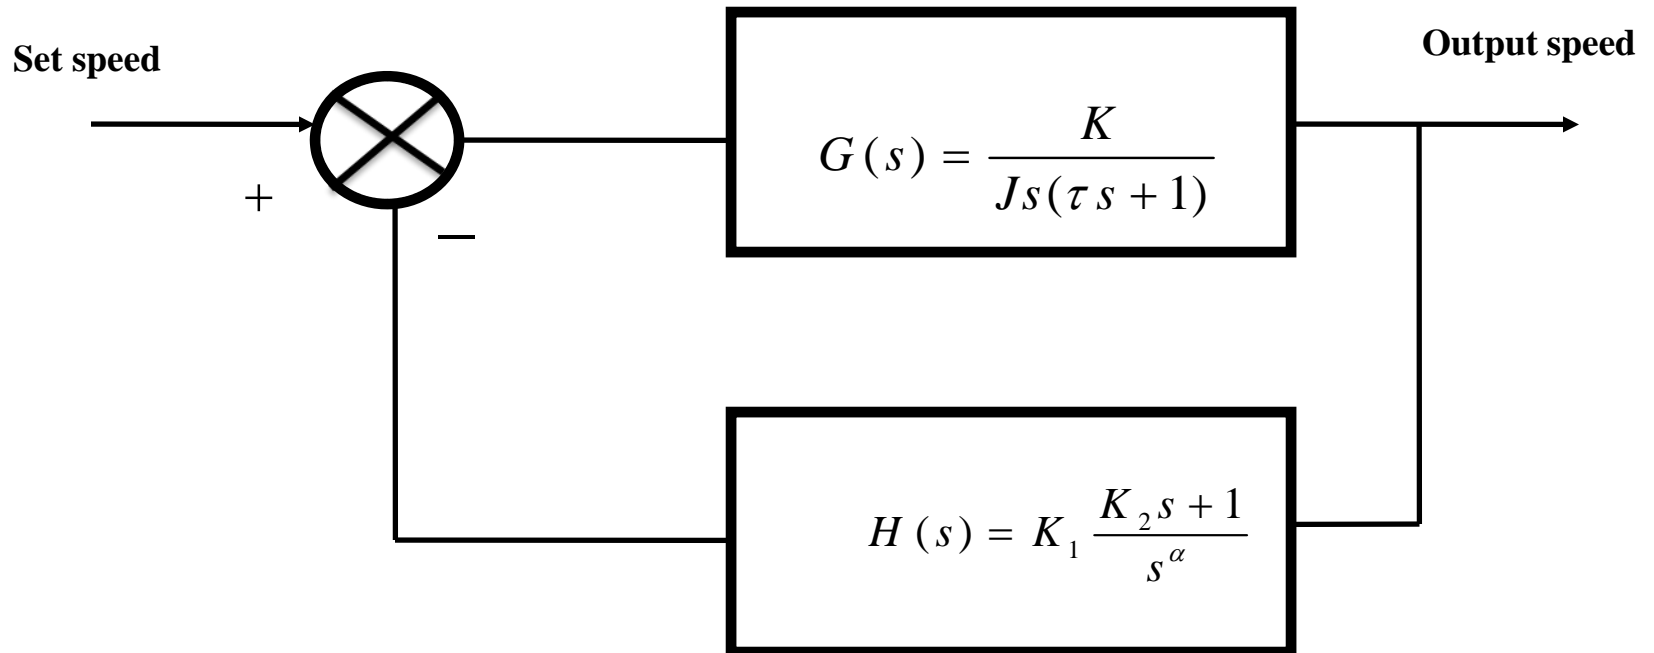 Set speed
Output speed
G(s) = K / Js(τs + 1)
+
—
H(s) = K₁ (K₂s + 1) / s^α